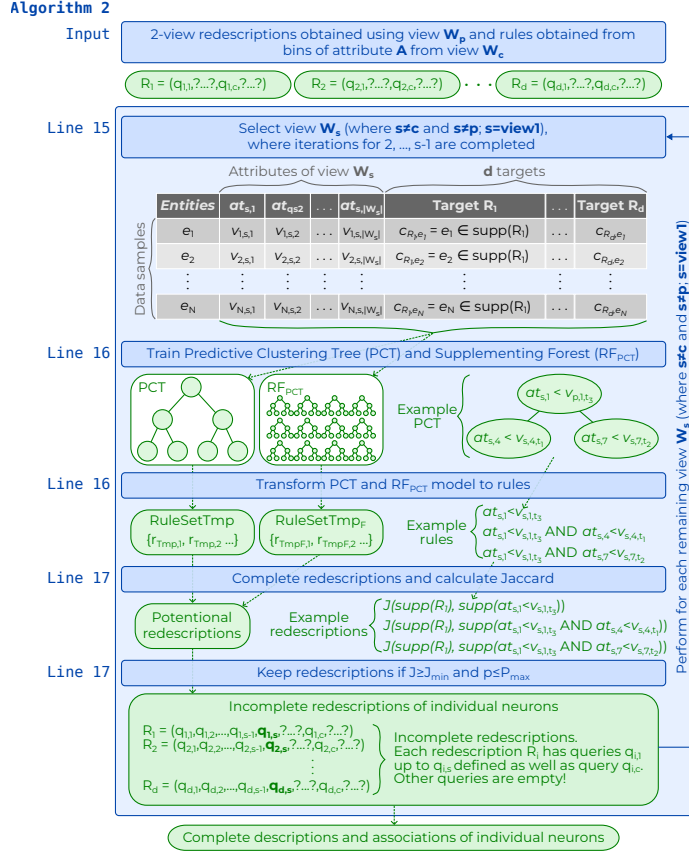 Algorithm 2
Input
2-view redescriptions obtained using view Wp and rules obtained from
bins of attribute A from view Wc
R1 = (q1,1,?...?,q1,c,?...?)
R2 = (q2,1,?...?,q2,c,?...?)
. . .
Rd = (qd,1,?...?,qd,c,?...?)
Line 15
Select view Ws (where s≠c and s≠p; s=view1),
where iterations for 2, ..., s-1 are completed
Attributes of view Ws
d targets
Entities ats,1 atqs2 ... ats,|Ws| Target R1 ... Target Rd
Data samples
e1 v1,s,1 v1,s,2 ... v1,s,|Ws| cR1,e1 = e1 ∈ supp(R1) ... cRd,e1
e2 v2,s,1 v2,s,2 ... v2,s,|Ws| cR1,e2 = e2 ∈ supp(R1) ... cRd,e2
⋮ ⋮ ⋮ ⋮ ⋮ ⋮
eN vN,s,1 vN,s,2 ... vN,s,|Ws| cR1,eN = eN ∈ supp(R1) ... cRd,eN
Line 16
Train Predictive Clustering Tree (PCT) and Supplementing Forest (RFPCT)
PCT
RFPCT
Example
PCT
ats,1 < vp,1,t3
ats,4 < vs,4,t1
ats,7 < vs,7,t2
Line 16
Transform PCT and RFPCT model to rules
RuleSetTmp
{rTmp,1, rTmp,2 ...}
RuleSetTmpF
{rTmpF,1, rTmpF,2 ...}
Example
rules
ats,1<vs,1,t3
ats,1<vs,1,t3 AND ats,4<vs,4,t1
ats,1<vs,1,t3 AND ats,7<vs,7,t2
Line 17
Complete redescriptions and calculate Jaccard
Potentional
redescriptions
Example
redescriptions
J(supp(R1), supp(ats,1<vs,1,t3))
J(supp(R1), supp(ats,1<vs,1,t3 AND ats,4<vs,4,t1))
J(supp(R1), supp(ats,1<vs,1,t3 AND ats,7<vs,7,t2))
Line 17
Keep redescriptions if J≥Jmin and p≤Pmax
Incomplete redescriptions of individual neurons
R1 = (q1,1,q1,2,...,q1,s-1,q1,s,?...?,q1,c,?...?)
R2 = (q2,1,q2,2,...,q2,s-1,q2,s,?...?,q2,c,?...?)
⋮
Rd = (qd,1,qd,2,...,qd,s-1,qd,s,?...?,qd,c,?...?)
Incomplete redescriptions.
Each redescription Ri has queries qi,1
up to qi,s defined as well as query qi,c.
Other queries are empty!
Perform for each remaining view Ws (where s≠c and s≠p; s=view1)
Complete descriptions and associations of individual neurons